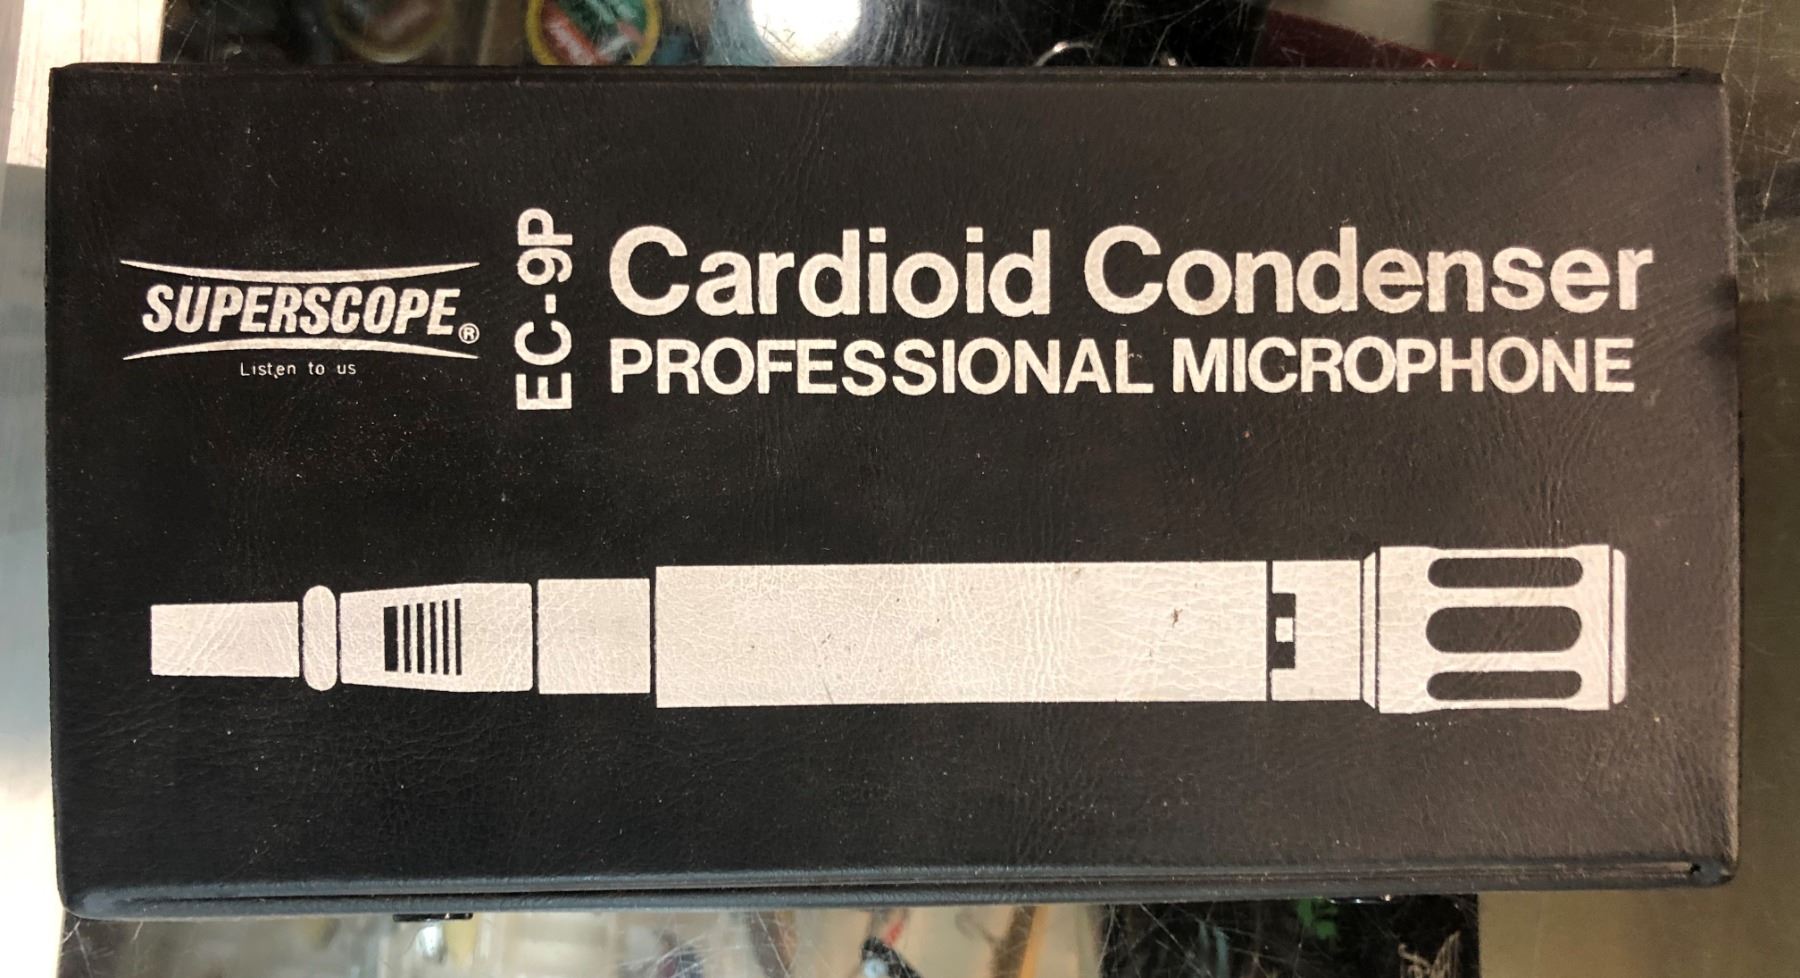 SUPERSCOPE®
Listen to us
EC-9P
Cardioid Condenser
PROFESSIONAL MICROPHONE